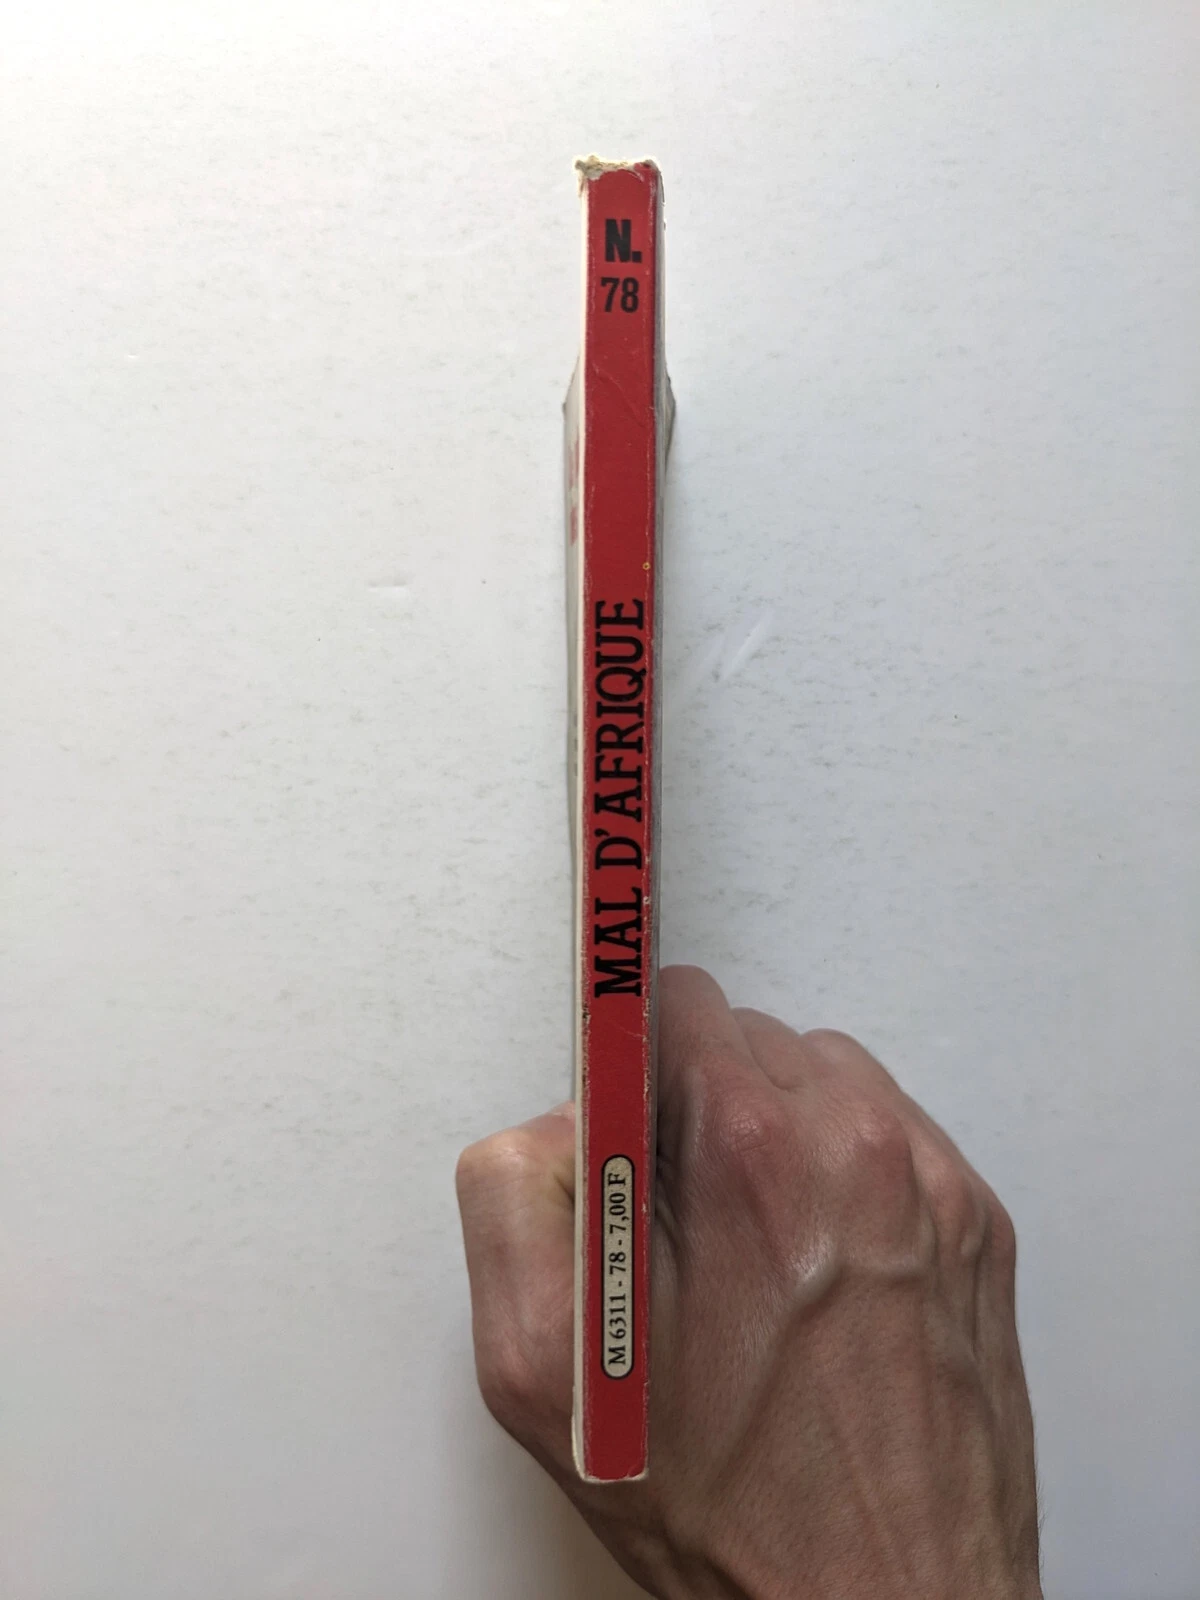 N.
78
MAL D'AFRIQUE
M 6311 - 78 - 7,00 F